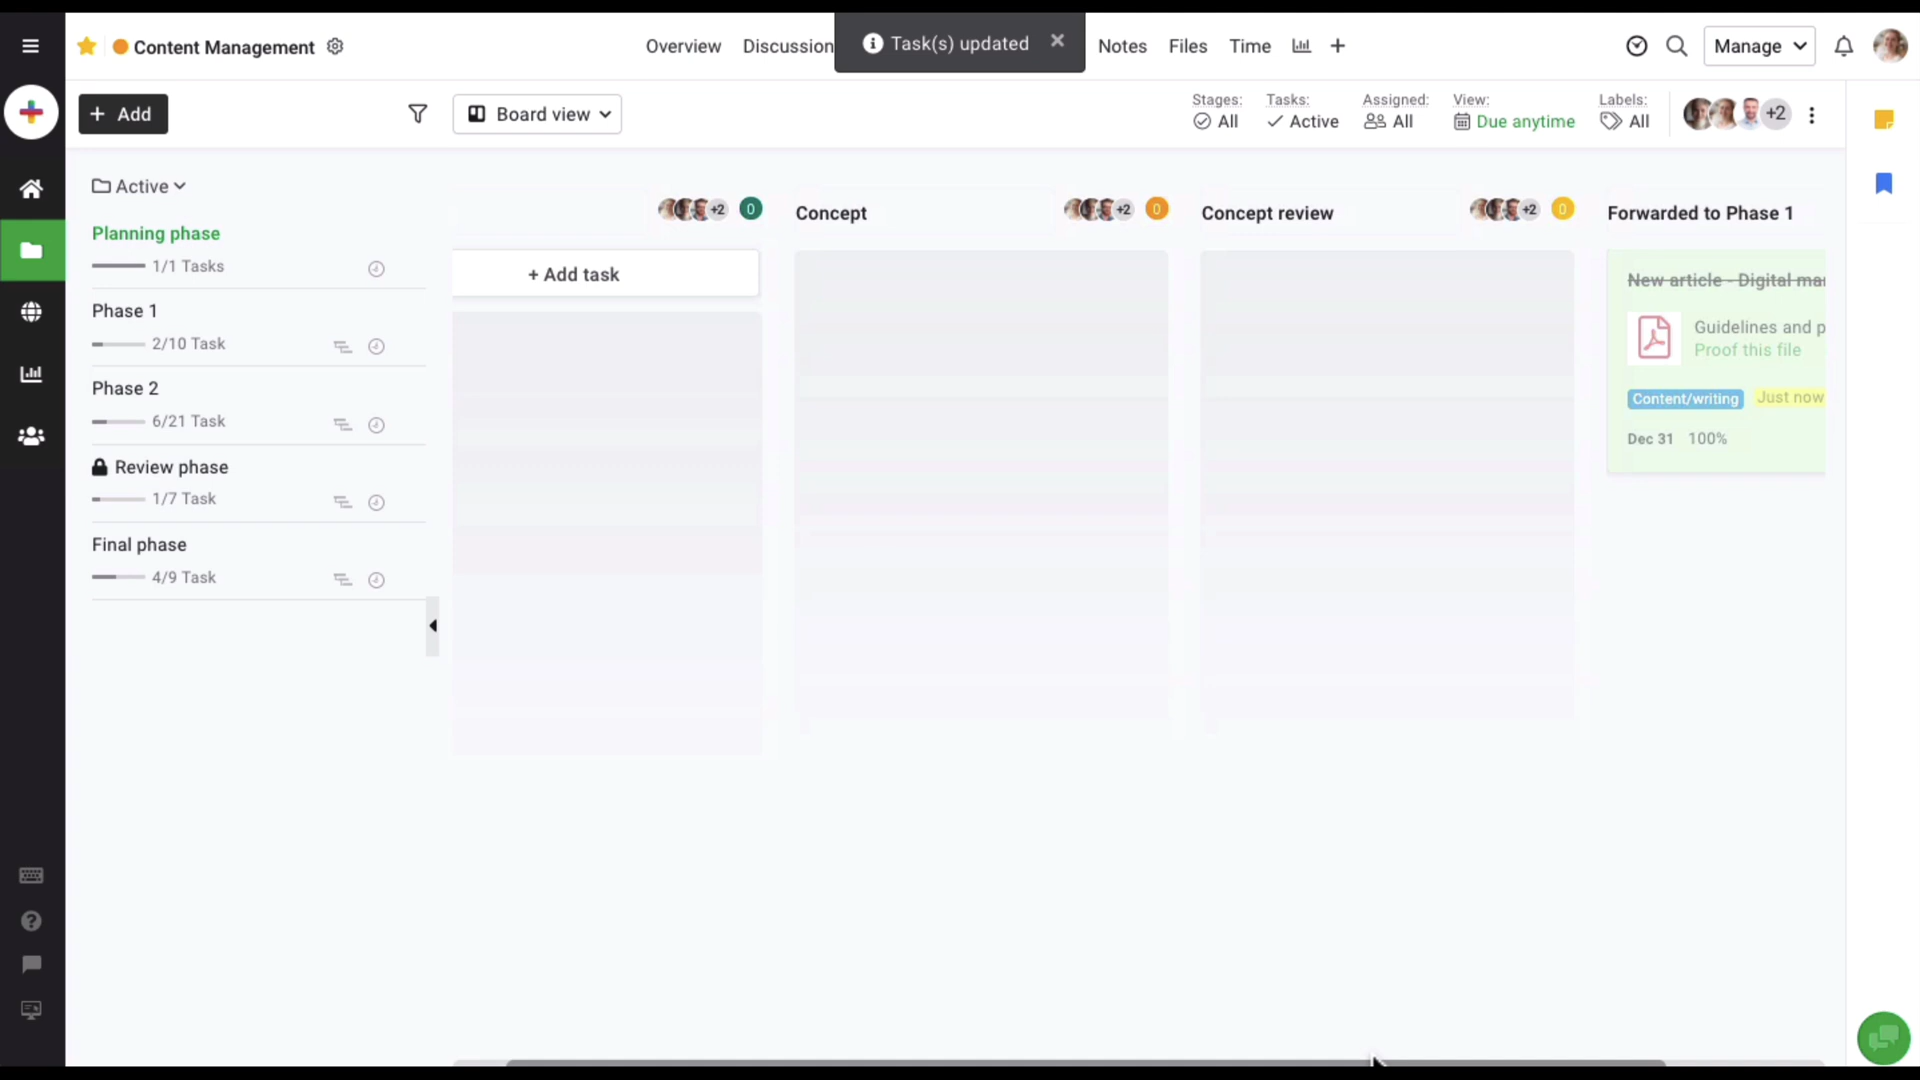 Content Management
Overview
Discussion
Task(s) updated
Notes
Files
Time
Manage
+ Add
Board view
Stages:
All
Tasks:
Active
Assigned:
All
View:
Due anytime
Labels:
All
+2
Active
Planning phase
1/1 Tasks
Phase 1
2/10 Task
Phase 2
6/21 Task
Review phase
1/7 Task
Final phase
4/9 Task
+2
0
+ Add task
Concept
+2
0
Concept review
+2
0
Forwarded to Phase 1
New article - Digital mar
Guidelines and p
Proof this file
Content/writing
Just now
Dec 31 100%